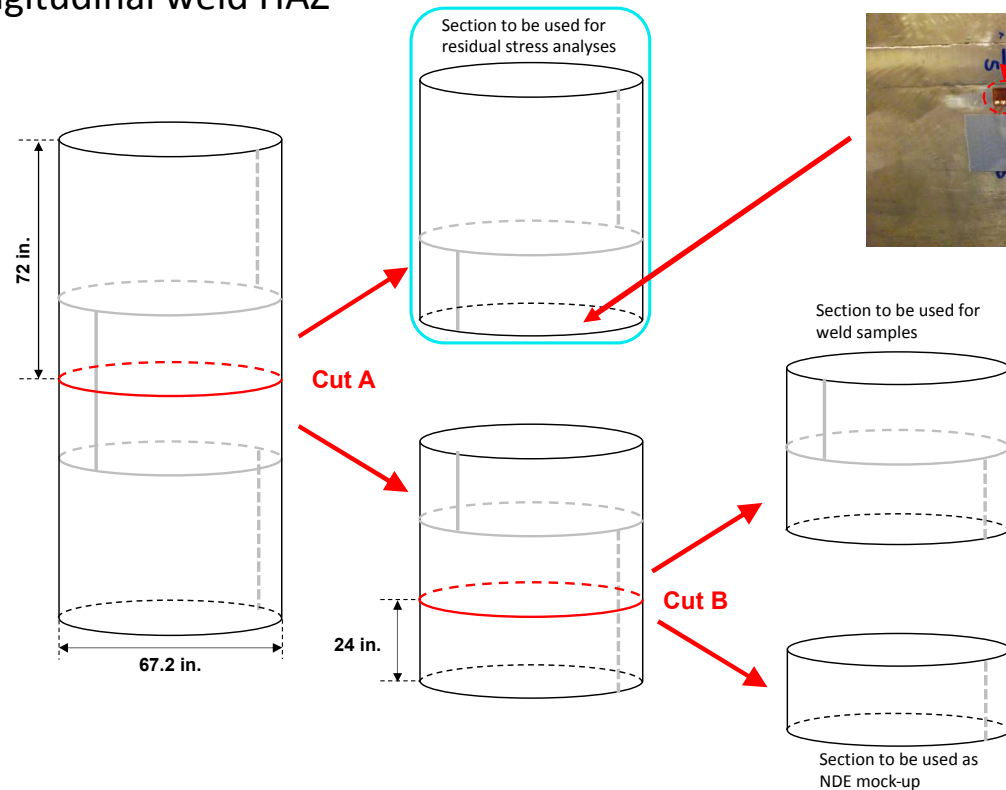 weld HAZ
Section to be used for
residual stress analyses
72 in.
Cut A
Section to be used for
weld samples
Cut B
24 in.
67.2 in.
Section to be used as
NDE mock-up